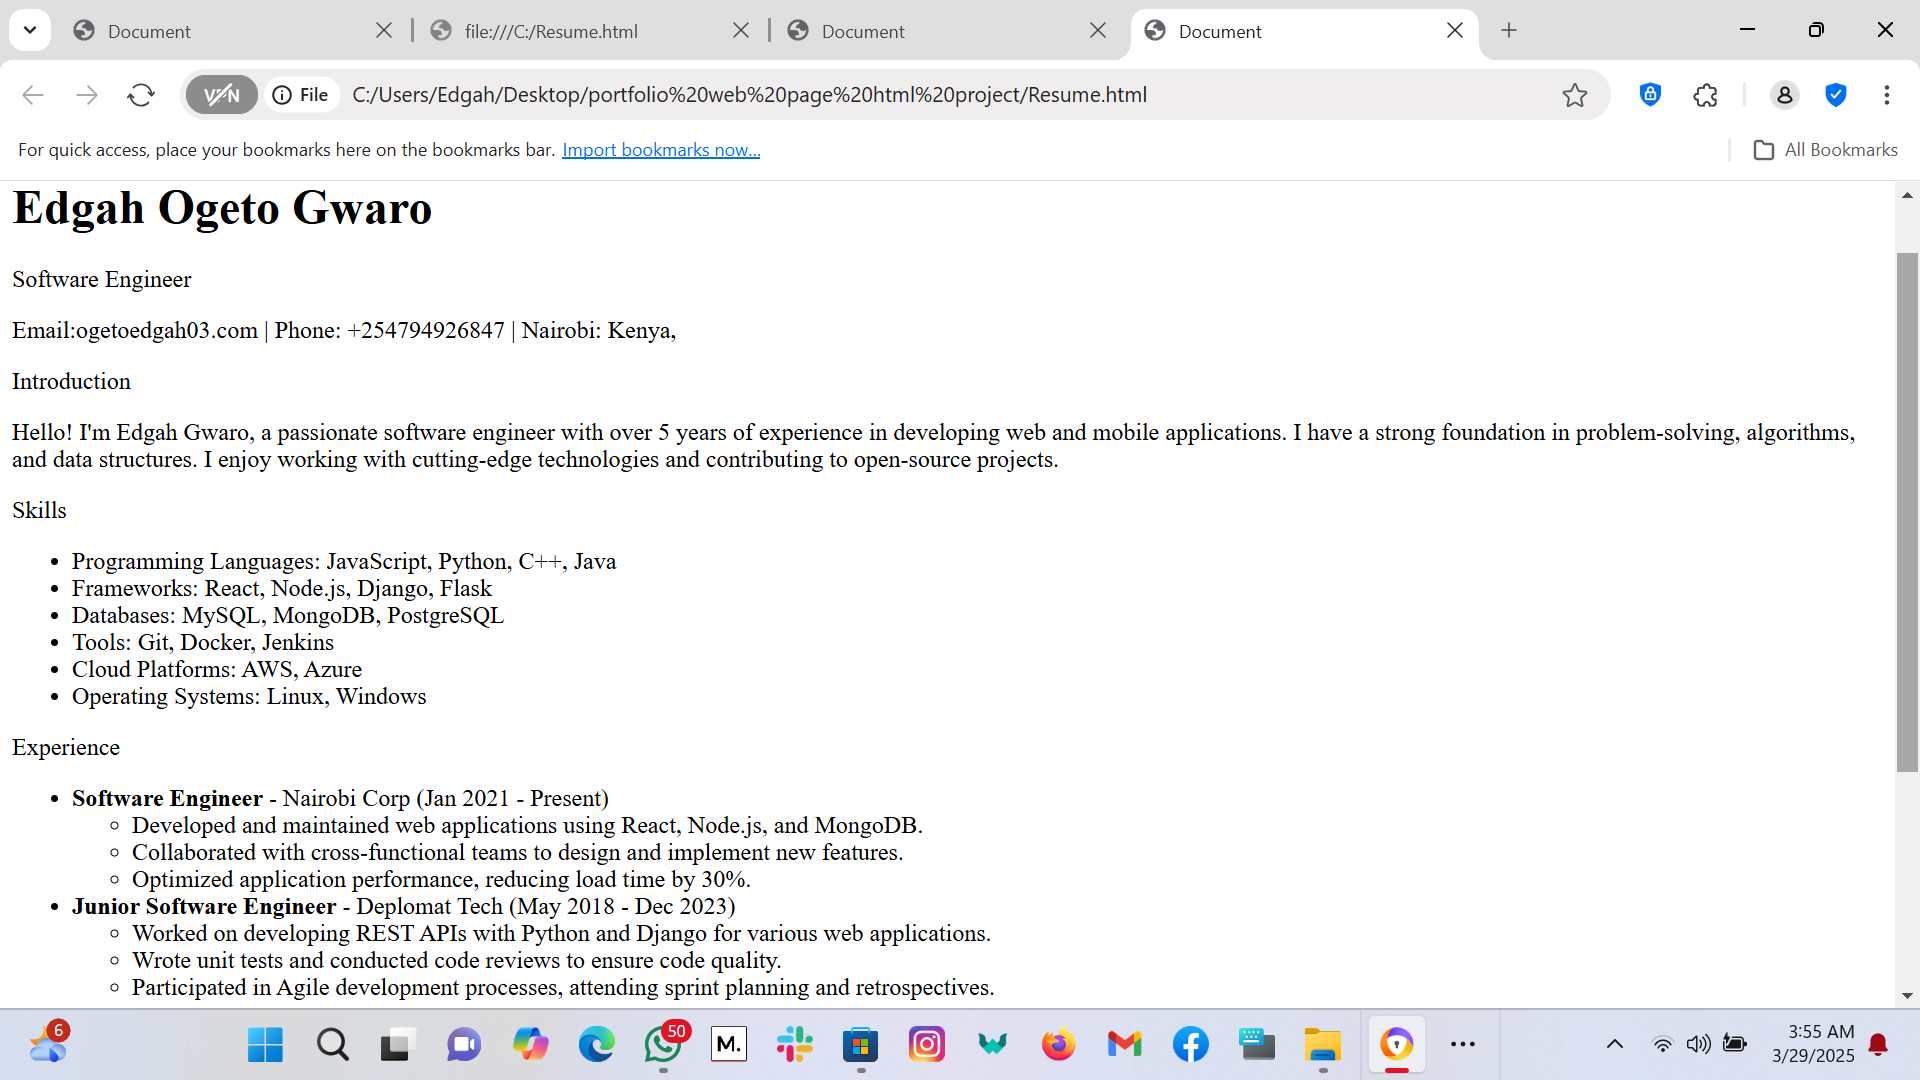 Document
file:///C:/Resume.html
Document
Document
VPN
File
C:/Users/Edgah/Desktop/portfolio%20web%20page%20html%20project/Resume.html
For quick access, place your bookmarks here on the bookmarks bar. Import bookmarks now...
All Bookmarks
Edgah Ogeto Gwaro
Software Engineer
Email:ogetoedgah03.com | Phone: +254794926847 | Nairobi: Kenya,
Introduction
Hello! I'm Edgah Gwaro, a passionate software engineer with over 5 years of experience in developing web and mobile applications. I have a strong foundation in problem-solving, algorithms,
and data structures. I enjoy working with cutting-edge technologies and contributing to open-source projects.
Skills
• Programming Languages: JavaScript, Python, C++, Java
• Frameworks: React, Node.js, Django, Flask
• Databases: MySQL, MongoDB, PostgreSQL
• Tools: Git, Docker, Jenkins
• Cloud Platforms: AWS, Azure
• Operating Systems: Linux, Windows
Experience
• Software Engineer - Nairobi Corp (Jan 2021 - Present)
◦ Developed and maintained web applications using React, Node.js, and MongoDB.
◦ Collaborated with cross-functional teams to design and implement new features.
◦ Optimized application performance, reducing load time by 30%.
• Junior Software Engineer - Deplomat Tech (May 2018 - Dec 2023)
◦ Worked on developing REST APIs with Python and Django for various web applications.
◦ Wrote unit tests and conducted code reviews to ensure code quality.
◦ Participated in Agile development processes, attending sprint planning and retrospectives.
6
50
M.
3:55 AM
3/29/2025